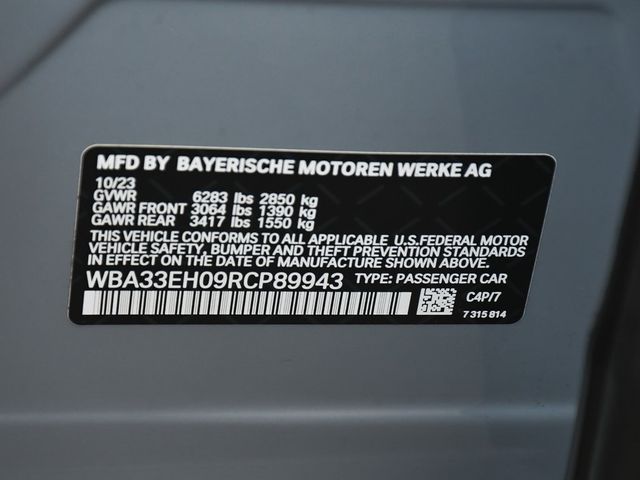 MFD BY BAYERISCHE MOTOREN WERKE AG
10/23
GVWR 6283 lbs 2850 kg
GAWR FRONT 3064 lbs 1390 kg
GAWR REAR 3417 lbs 1550 kg
THIS VEHICLE CONFORMS TO ALL APPLICABLE U.S.FEDERAL MOTOR
VEHICLE SAFETY, BUMPER AND THEFT PREVENTION STANDARDS
IN EFFECT ON THE DATE OF MANUFACTURE SHOWN ABOVE.
WBA33EH09RCP89943 TYPE: PASSENGER CAR
C4P/7
7 315 814